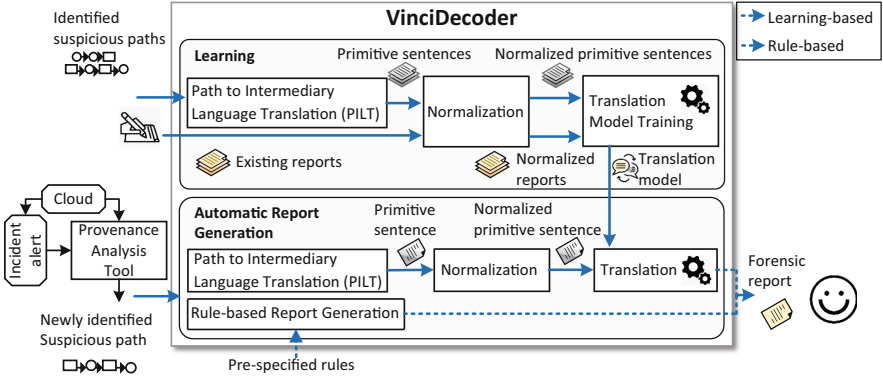 VinciDecoder
Learning-based
Rule-based
Identified
suspicious paths
Learning
Primitive sentences
Normalized primitive sentences
Path to Intermediary
Language Translation (PILT)
Normalization
Translation
Model Training
Existing reports
Normalized
reports
Translation
model
Cloud
Incident
alert
Provenance
Analysis
Tool
Newly identified
Suspicious path
Automatic Report
Generation
Primitive
sentence
Normalized
primitive sentence
Path to Intermediary
Language Translation (PILT)
Normalization
Translation
Rule-based Report Generation
Pre-specified rules
Forensic
report